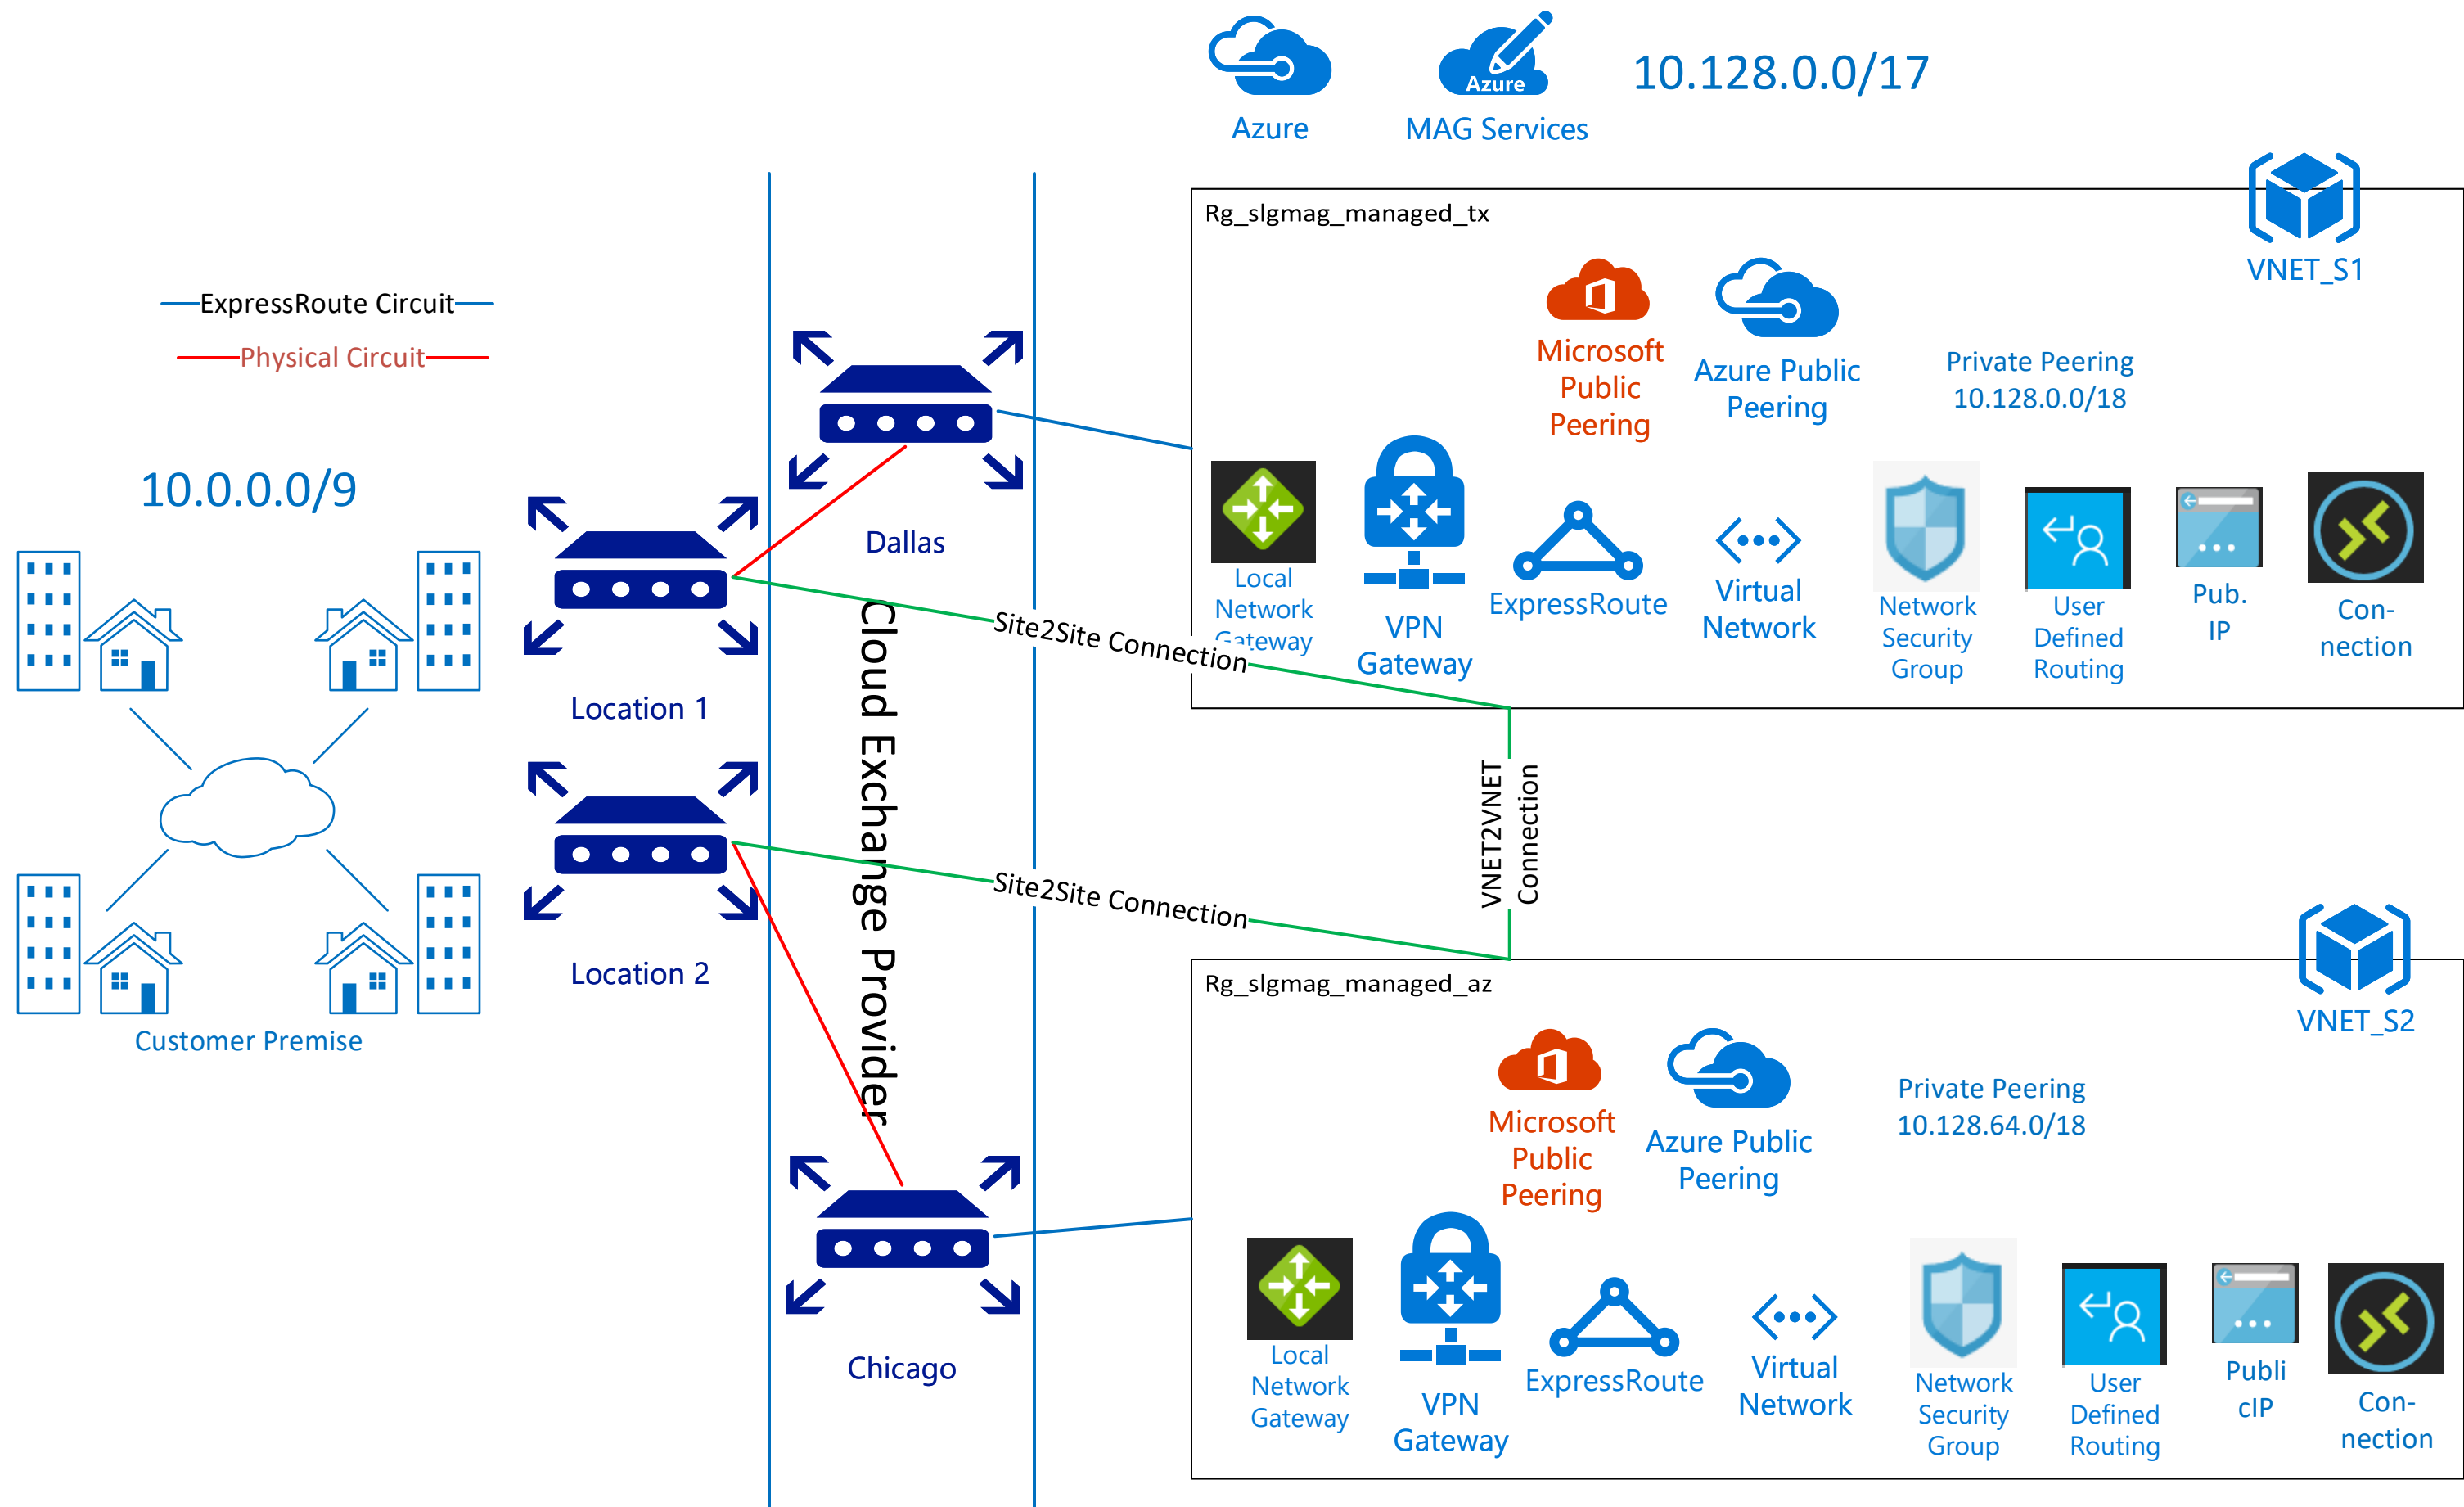 Azure
Azure
MAG Services
10.128.0.0/17
Rg_slgmag_managed_tx
VNET_S1
ExpressRoute Circuit
Physical Circuit
Microsoft
Public
Peering
Azure Public
Peering
Private Peering
10.128.0.0/18
10.0.0.0/9
Dallas
Location 1
Local
Network
Gateway
VPN
Gateway
ExpressRoute
Virtual
Network
Network
Security
Group
User
Defined
Routing
Pub.
IP
Con-
nection
Site2Site Connection
Cloud Exchange Provider
VNET2VNET
Connection
Site2Site Connection
Location 2
Customer Premise
Rg_slgmag_managed_az
VNET_S2
Microsoft
Public
Peering
Azure Public
Peering
Private Peering
10.128.64.0/18
Chicago
Local
Network
Gateway
VPN
Gateway
ExpressRoute
Virtual
Network
Network
Security
Group
User
Defined
Routing
Publi
cIP
Con-
nection